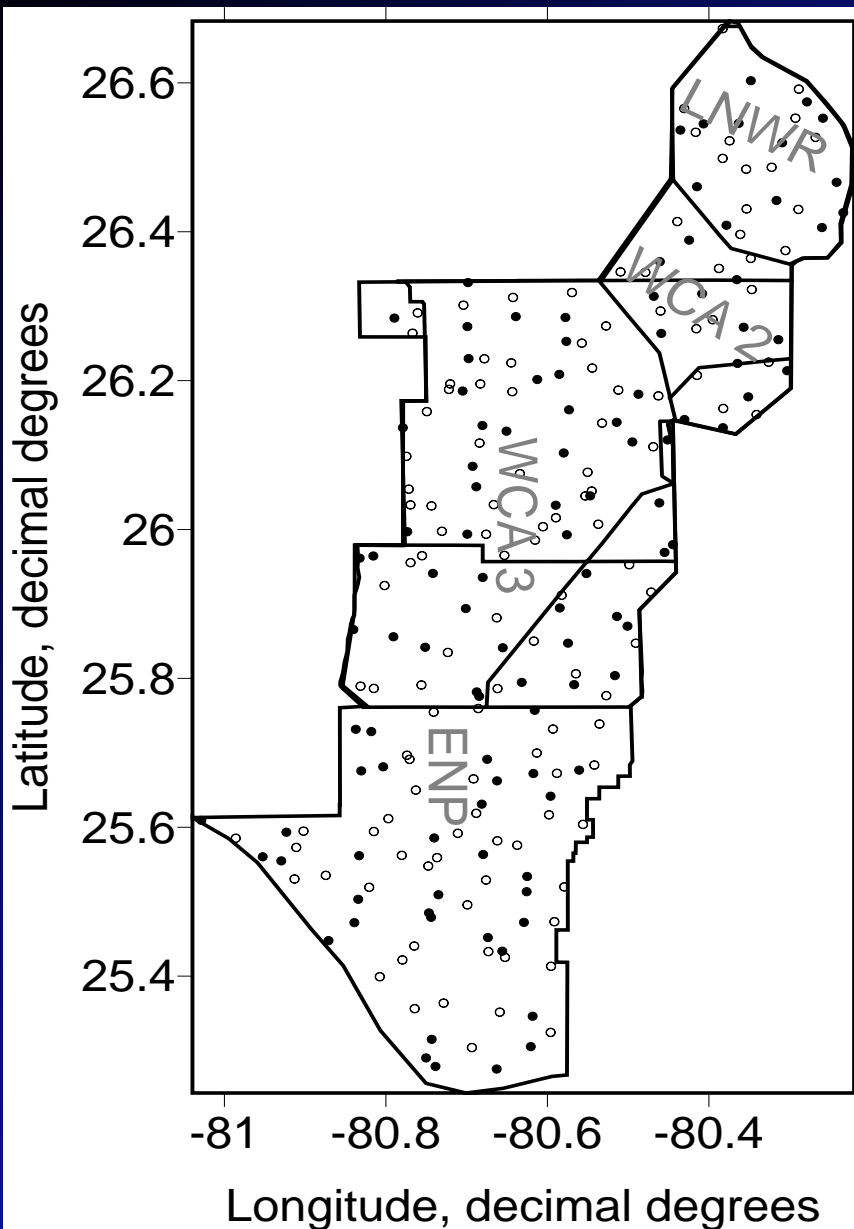 26.6
26.4
26.2
26
25.8
25.6
25.4
Latitude, decimal degrees
LNWR
WCA 2
WCA 3
ENP
-81
-80.8
-80.6
-80.4
Longitude, decimal degrees